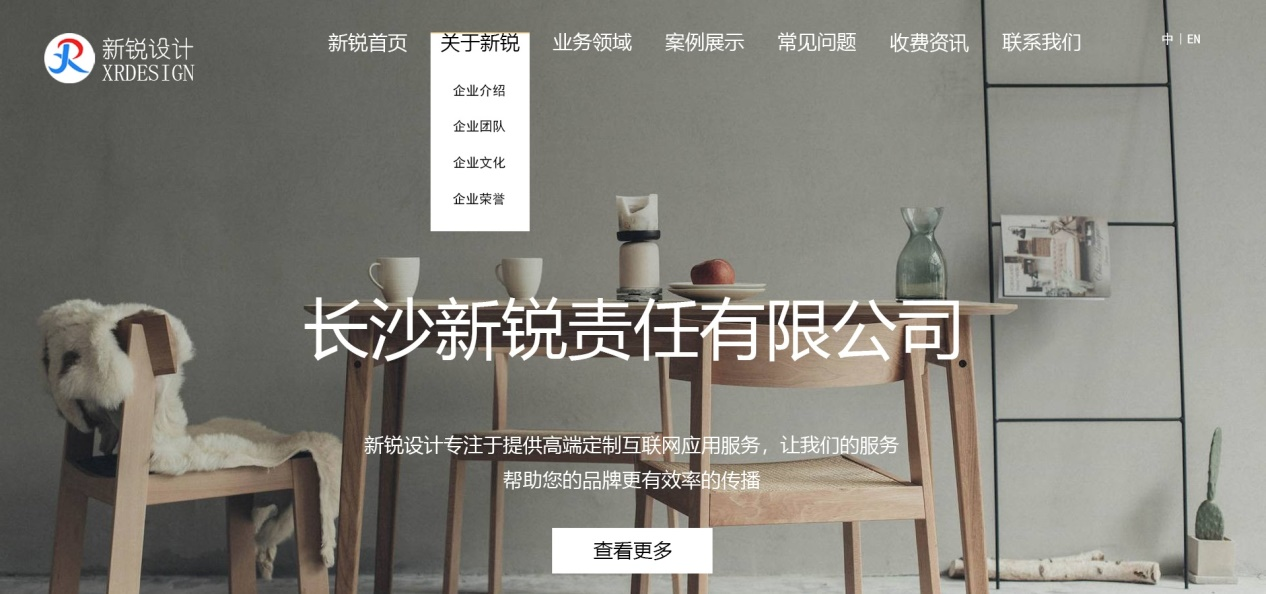 新锐设计
XRDESIGN
新锐首页 关于新锐 业务领域 案例展示 常见问题 收费资讯 联系我们
中 | EN
企业介绍
企业团队
企业文化
企业荣誉
长沙新锐责任有限公司
新锐设计专注于提供高端定制互联网应用服务，让我们的服务
帮助您的品牌更有效率的传播
查看更多